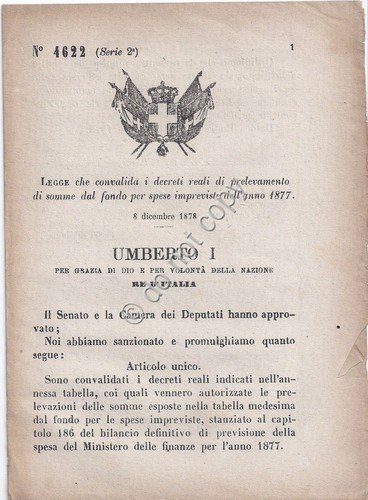 N° 4622 (Serie 2ª)
1
LEGGE che convalida i decreti reali di prelevamento
di somme dal fondo per spese impreviste dell'anno 1877.
8 dicembre 1878
UMBERTO I
PER GRAZIA DI DIO E PER VOLONTÀ DELLA NAZIONE
RE D'ITALIA
Il Senato e la Camera dei Deputati hanno appro-
vato;
Noi abbiamo sanzionato e promulghiamo quanto
segue:
Articolo unico.
Sono convalidati i decreti reali indicati nell'an-
nessa tabella, coi quali vennero autorizzate le pre-
levazioni delle somme esposte nella tabella medesima
dal fondo per le spese impreviste, stanziato al capi-
tolo 186 del bilancio definitivo di previsione della
spesa del Ministero delle finanze per l'anno 1877.
do not copy